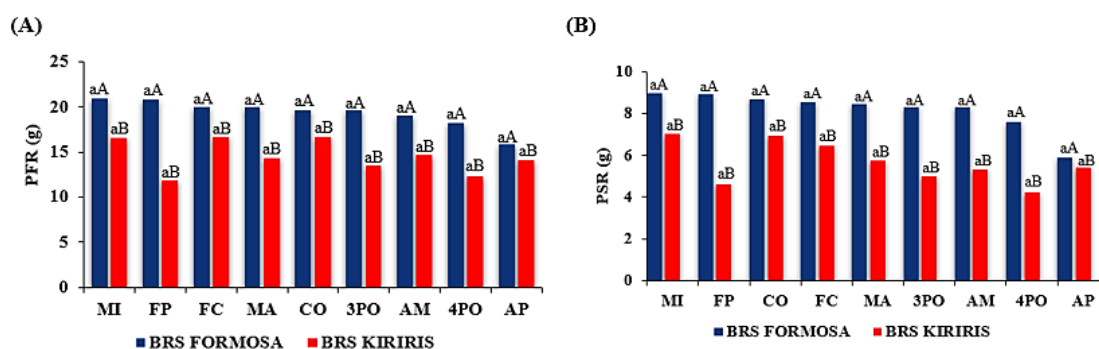 (A)
PFR (g)
25
20
15
10
5
0
aA aB aA aB aA aB aA aB aA aB aA aB aA aB aA aB aA aB
MI FP FC MA CO 3PO AM 4PO AP
BRS FORMOSA BRS KIRIRIS
(B)
PSR (g)
10
8
6
4
2
0
aA aB aA aB aA aB aA aB aA aB aA aB aA aB aA aB aA aB
MI FP CO FC MA 3PO AM 4PO AP
BRS FORMOSA BRS KIRIRIS